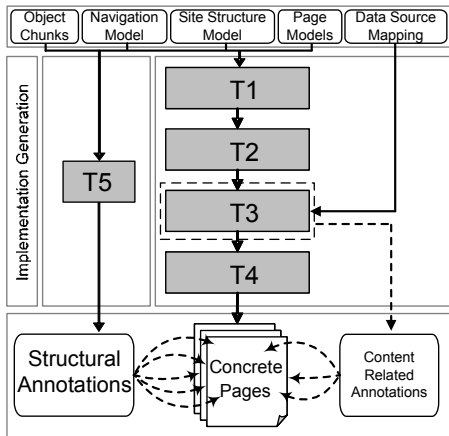 Object
Chunks
Navigation
Model
Site Structure
Model
Page
Models
Data Source
Mapping
Implementation Generation
T1
T2
T5
T3
T4
Structural
Annotations
Concrete
Pages
Content
Related
Annotations